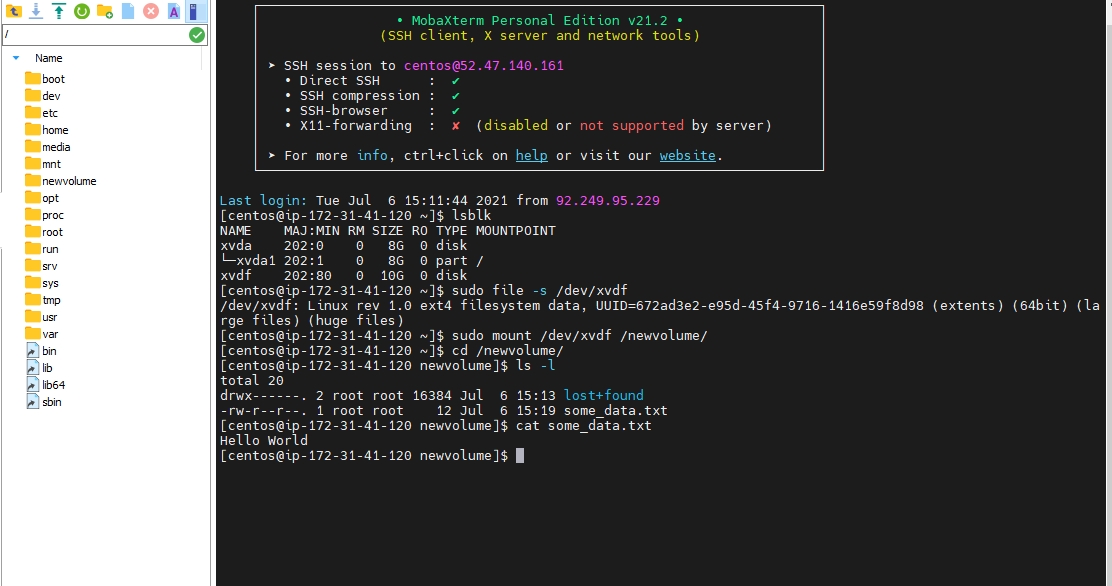 /
Name
boot
dev
etc
home
media
mnt
newvolume
opt
proc
root
run
srv
sys
tmp
usr
var
bin
lib
lib64
sbin
• MobaXterm Personal Edition v21.2 •
(SSH client, X server and network tools)
➤ SSH session to centos@52.47.140.161
• Direct SSH : ✔
• SSH compression : ✔
• SSH-browser : ✔
• X11-forwarding : ✘ (disabled or not supported by server)
➤ For more info, ctrl+click on help or visit our website.
Last login: Tue Jul  6 15:11:44 2021 from 92.249.95.229
[centos@ip-172-31-41-120 ~]$ lsblk
NAME    MAJ:MIN RM SIZE RO TYPE MOUNTPOINT
xvda    202:0    0   8G  0 disk
└─xvda1 202:1    0   8G  0 part /
xvdf    202:80   0  10G  0 disk
[centos@ip-172-31-41-120 ~]$ sudo file -s /dev/xvdf
/dev/xvdf: Linux rev 1.0 ext4 filesystem data, UUID=672ad3e2-e95d-45f4-9716-1416e59f8d98 (extents) (64bit) (la
rge files) (huge files)
[centos@ip-172-31-41-120 ~]$ sudo mount /dev/xvdf /newvolume/
[centos@ip-172-31-41-120 ~]$ cd /newvolume/
[centos@ip-172-31-41-120 newvolume]$ ls -l
total 20
drwx------. 2 root root 16384 Jul  6 15:13 lost+found
-rw-r--r--. 1 root root    12 Jul  6 15:19 some_data.txt
[centos@ip-172-31-41-120 newvolume]$ cat some_data.txt
Hello World
[centos@ip-172-31-41-120 newvolume]$